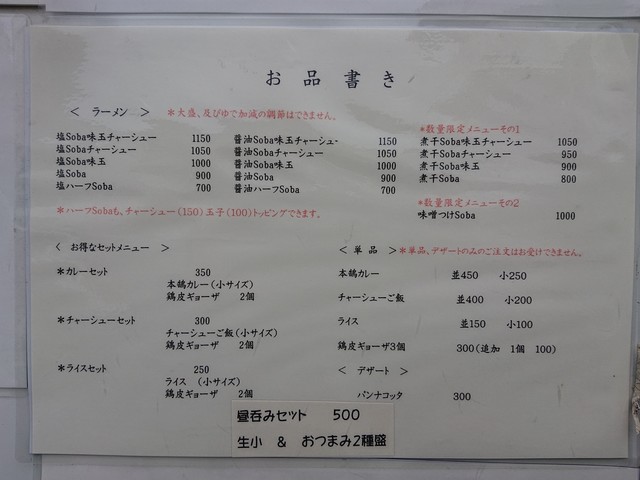 お品書き
＜ ラーメン ＞ ＊大盛、及びゆで加減の調節はできません。
塩Soba味玉チャーシュー 1150
塩Sobaチャーシュー 1050
塩Soba味玉 1000
塩Soba 900
塩ハーフSoba 700
醤油Soba味玉チャーシュー 1150
醤油Sobaチャーシュー 1050
醤油Soba味玉 1000
醤油Soba 900
醤油ハーフSoba 700
＊数量限定メニューその1
煮干Soba味玉チャーシュー 1050
煮干Sobaチャーシュー 950
煮干Soba味玉 900
煮干Soba 800
＊数量限定メニューその2
味噌つけSoba 1000
＊ハーフSobaも、チャーシュー（150）玉子（100）トッピングできます。
＜ お得なセットメニュー ＞
＊カレーセット 350
本鶏カレー（小サイズ）
鶏皮ギョーザ 2個
＊チャーシューセット 300
チャーシューご飯（小サイズ）
鶏皮ギョーザ 2個
＊ライスセット 250
ライス （小サイズ）
鶏皮ギョーザ 2個
＜ 単 品 ＞ ＊単品、デザートのみのご注文はお受けできません。
本鶏カレー 並450 小250
チャーシューご飯 並400 小200
ライス 並150 小100
鶏皮ギョーザ3個 300（追加 1個 100）
＜ デザート ＞
パンナコッタ 300
昼呑みセット 500
生小 ＆ おつまみ2種盛